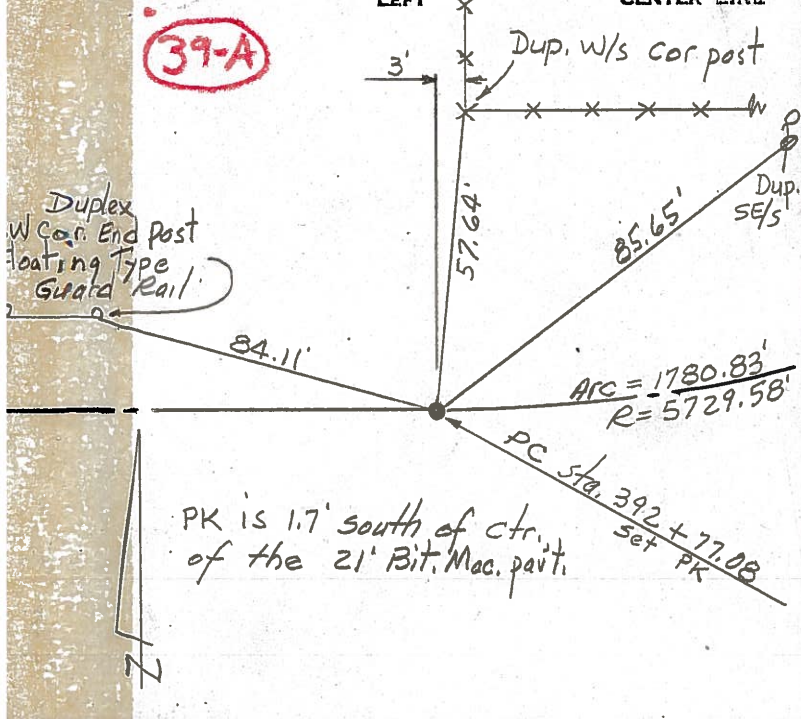 LEFT
CENTER LINE
39-A
3'
Dup. W/s Cor post
Dup.
SE/s
Duplex
W Cor. End Post
loating Type
Guard Rail
57.64'
85.65'
84.11'
Arc = 1780.83'
R = 5729.58'
PC sta. 392 + 77.08
Set PK
PK is 1.7' south of ctr.
of the 21' Bit. Mac. pav't.